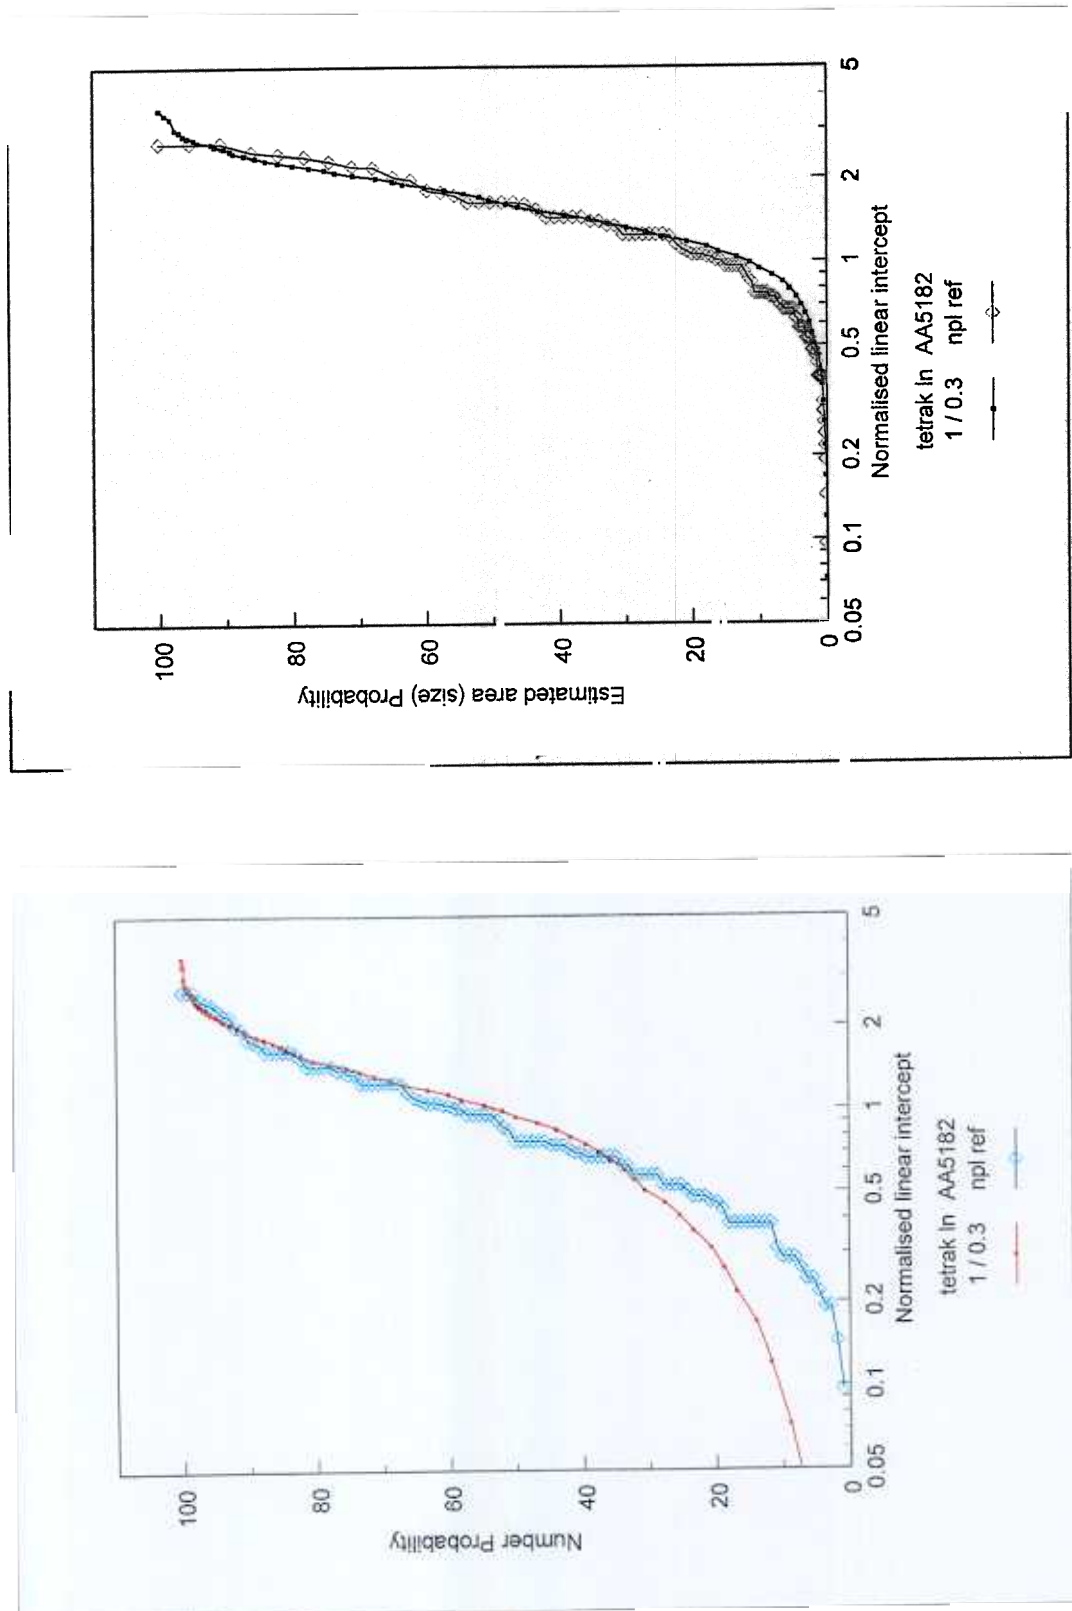 Number Probability
100
80
60
40
20
0
0.05 0.1 0.2 0.5 1 2 5
Normalised linear intercept
tetrak ln AA5182
1 / 0.3 npl ref
Estimated area (size) Probability
100
80
60
40
20
0
0.05 0.1 0.2 0.5 1 2 5
Normalised linear intercept
tetrak ln AA5182
1 / 0.3 npl ref